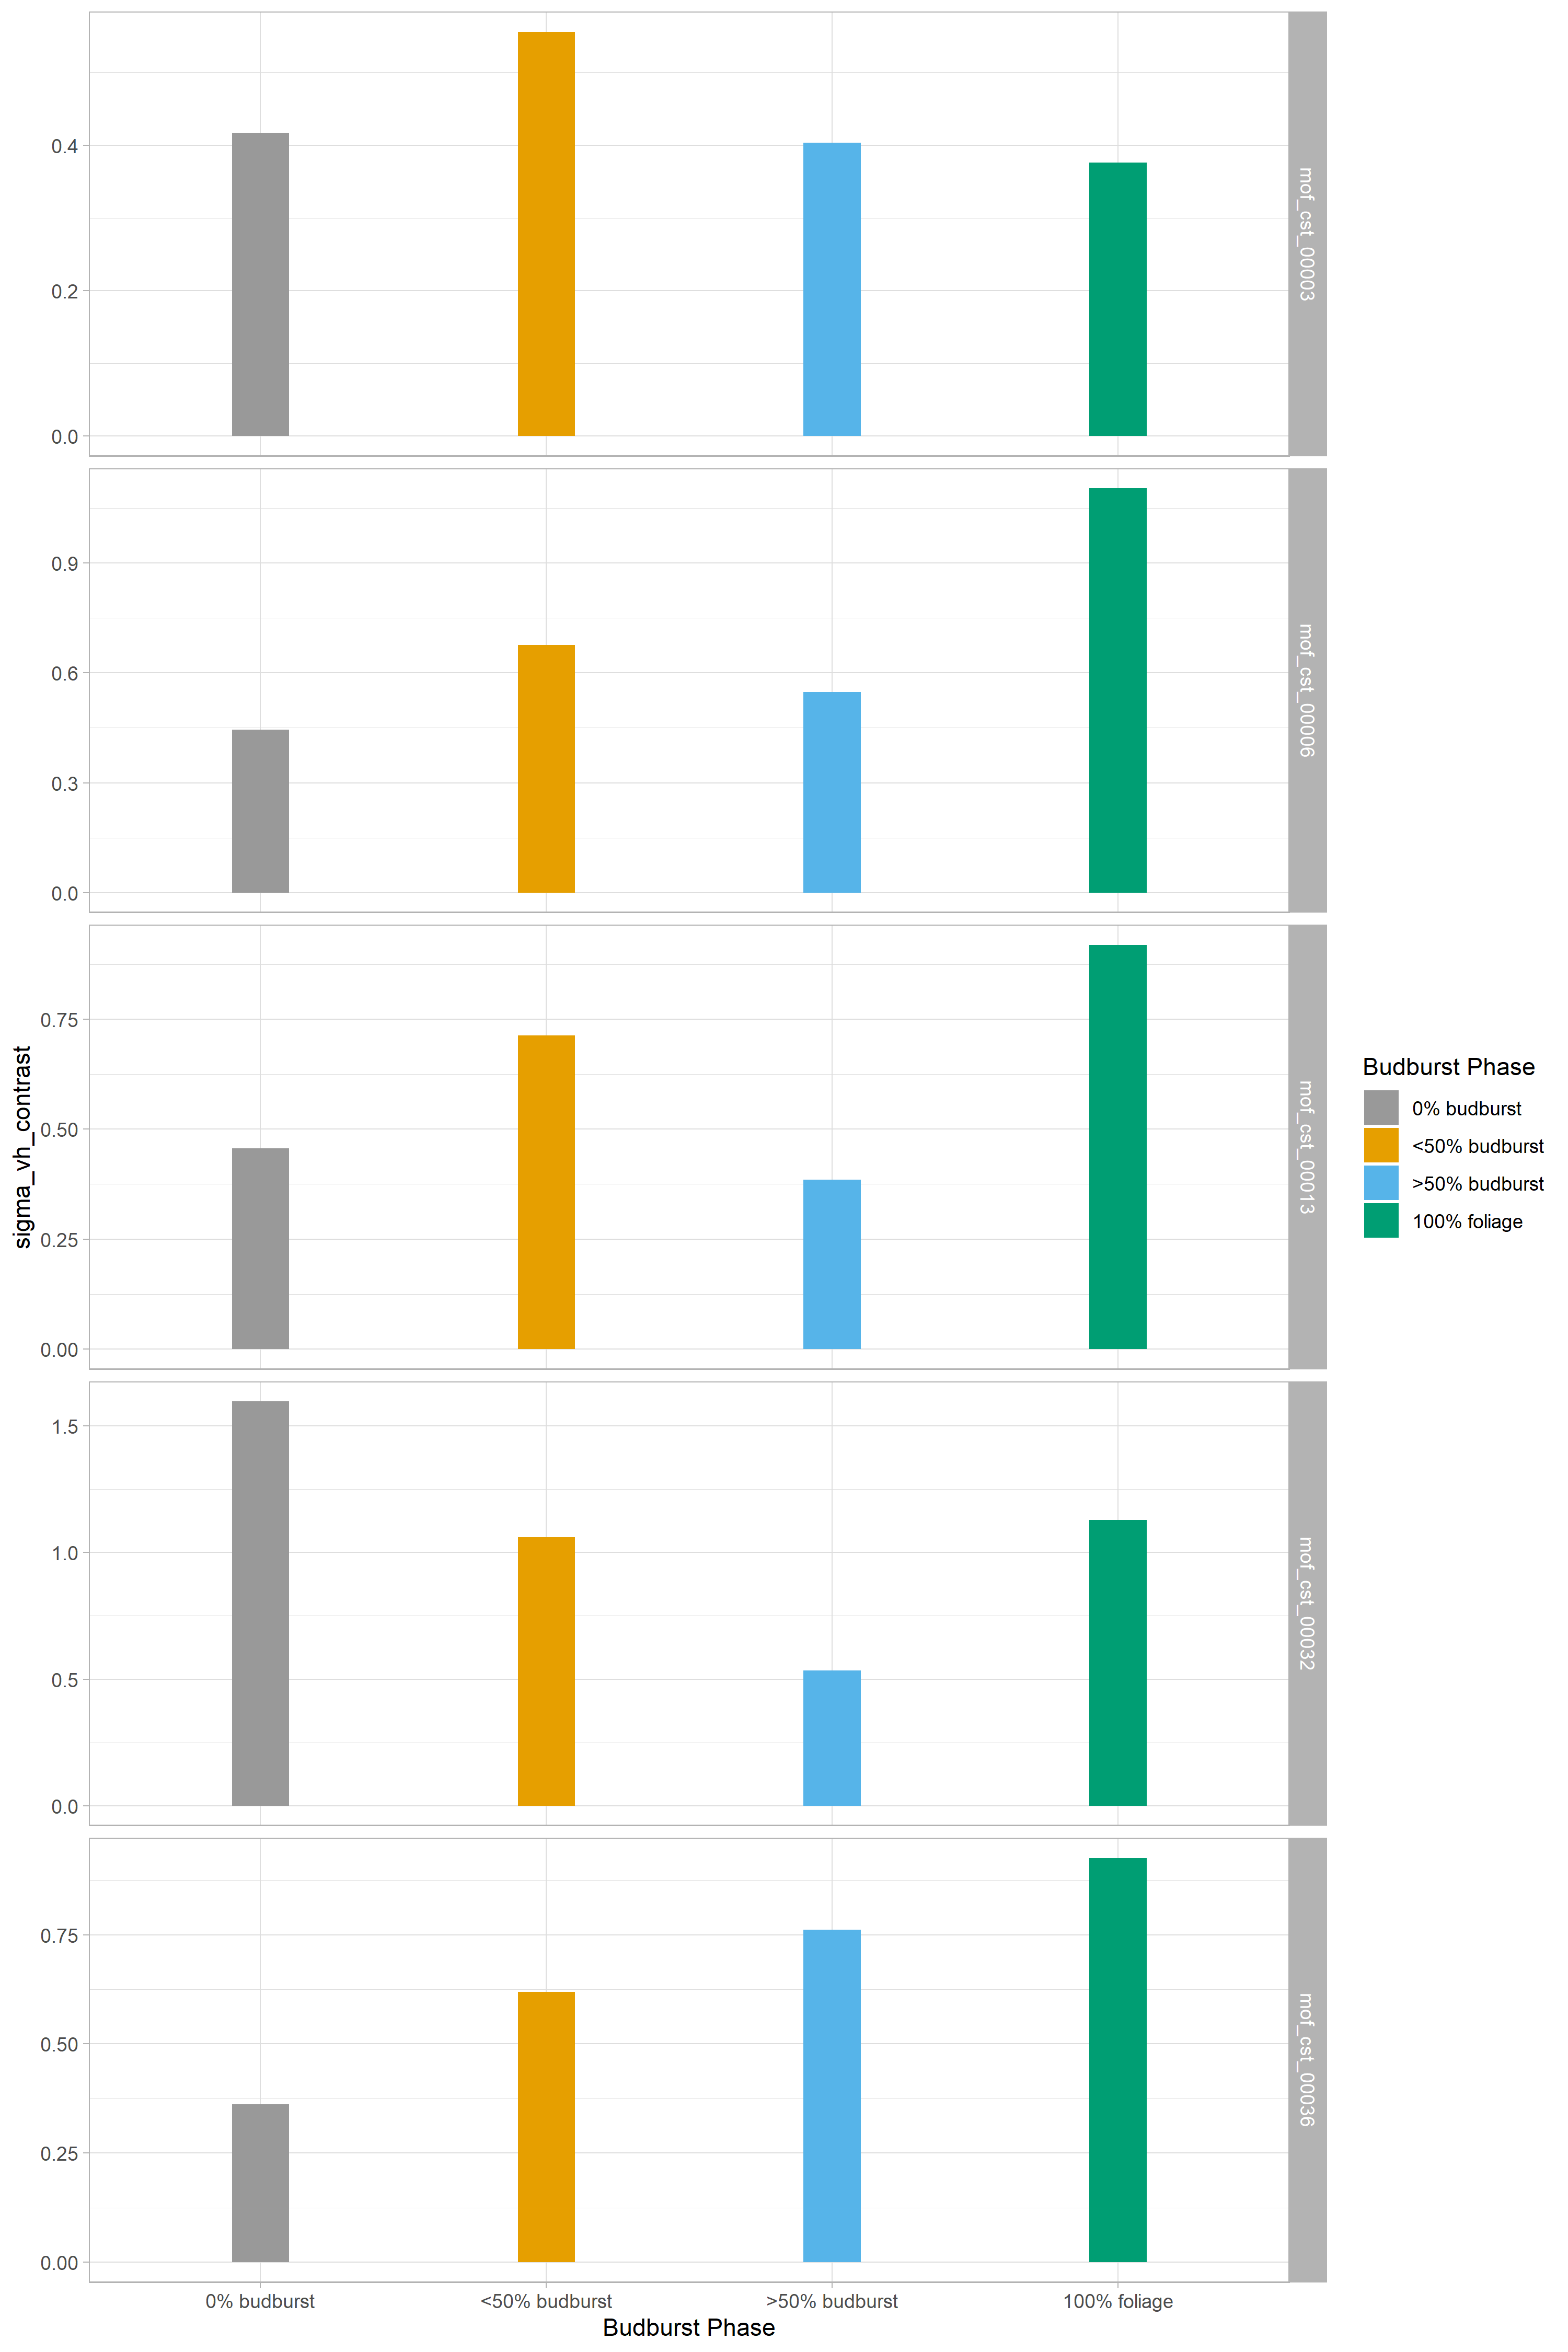 0.4
0.2
0.0
mof_cst_00003
0.9
0.6
0.3
0.0
mof_cst_00006
sigma_vh_contrast
0.75
0.50
0.25
0.00
mof_cst_00013
1.5
1.0
0.5
0.0
mof_cst_00032
0.75
0.50
0.25
0.00
mof_cst_00036
0% budburst
<50% budburst
>50% budburst
100% foliage
Budburst Phase
Budburst Phase
0% budburst
<50% budburst
>50% budburst
100% foliage